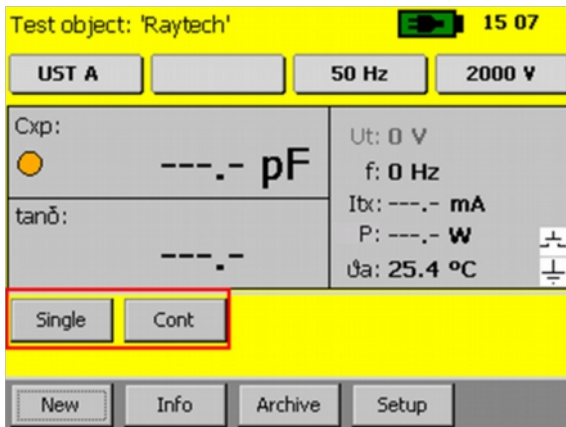 Test object: 'Raytech' 15 07
UST A 50 Hz 2000 V
Cxp:
---.- pF
tanδ:
---.-
Ut: 0 V
f: 0 Hz
Itx: ---.- mA
P: ---.- W
ϑa: 25.4 ºC
Single Cont
New Info Archive Setup